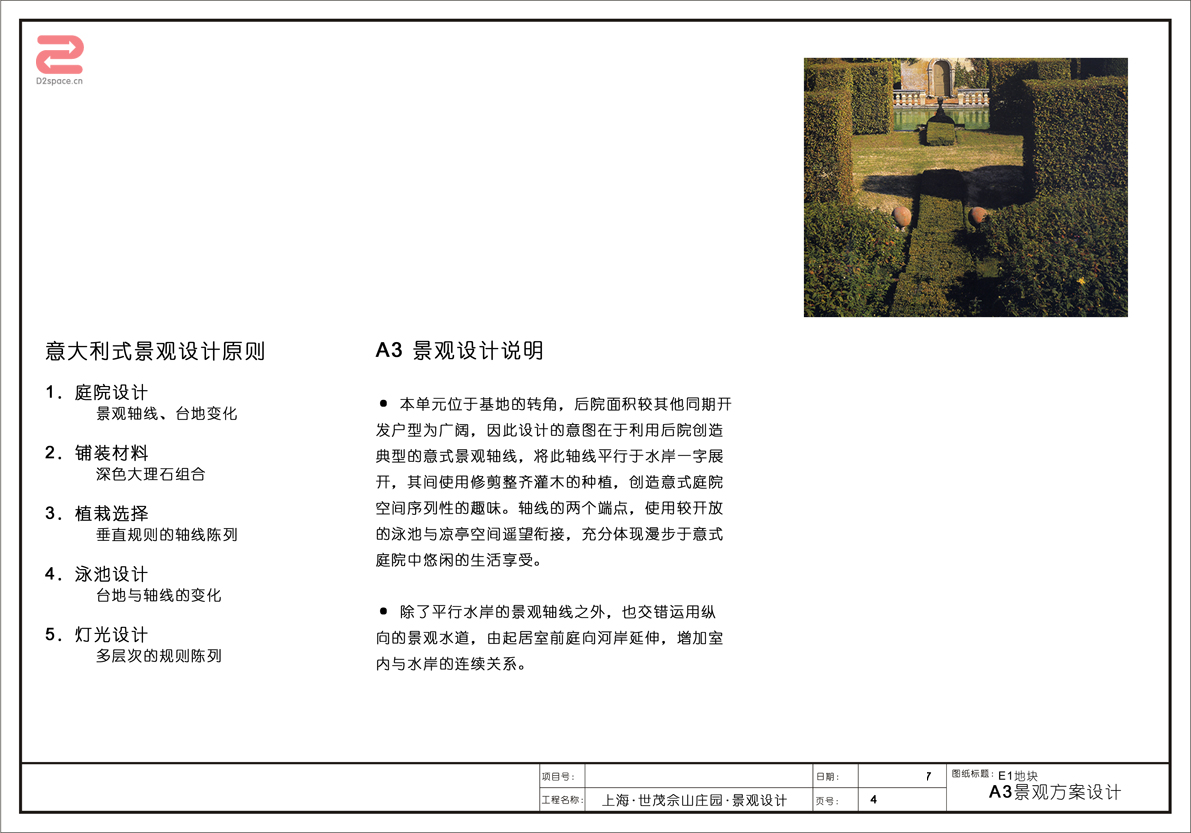 D2space.cn
意大利式景观设计原则
1. 庭院设计
景观轴线、台地变化
2. 铺装材料
深色大理石组合
3. 植栽选择
垂直规则的轴线陈列
4. 泳池设计
台地与轴线的变化
5. 灯光设计
多层次的规则陈列
A3 景观设计说明
● 本单元位于基地的转角，后院面积较其他同期开
发户型为广阔，因此设计的意图在于利用后院创造
典型的意式景观轴线，将此轴线平行于水岸一字展
开，其间使用修剪整齐灌木的种植，创造意式庭院
空间序列性的趣味。轴线的两个端点，使用较开放
的泳池与凉亭空间遥望衔接，充分体现漫步于意式
庭院中悠闲的生活享受。
● 除了平行水岸的景观轴线之外，也交错运用纵
向的景观水道，由起居室前庭向河岸延伸，增加室
内与水岸的连续关系。
项目号:
日期: 7
图纸标题: E1地块
工程名称: 上海·世茂佘山庄园·景观设计
页号: 4
A3景观方案设计